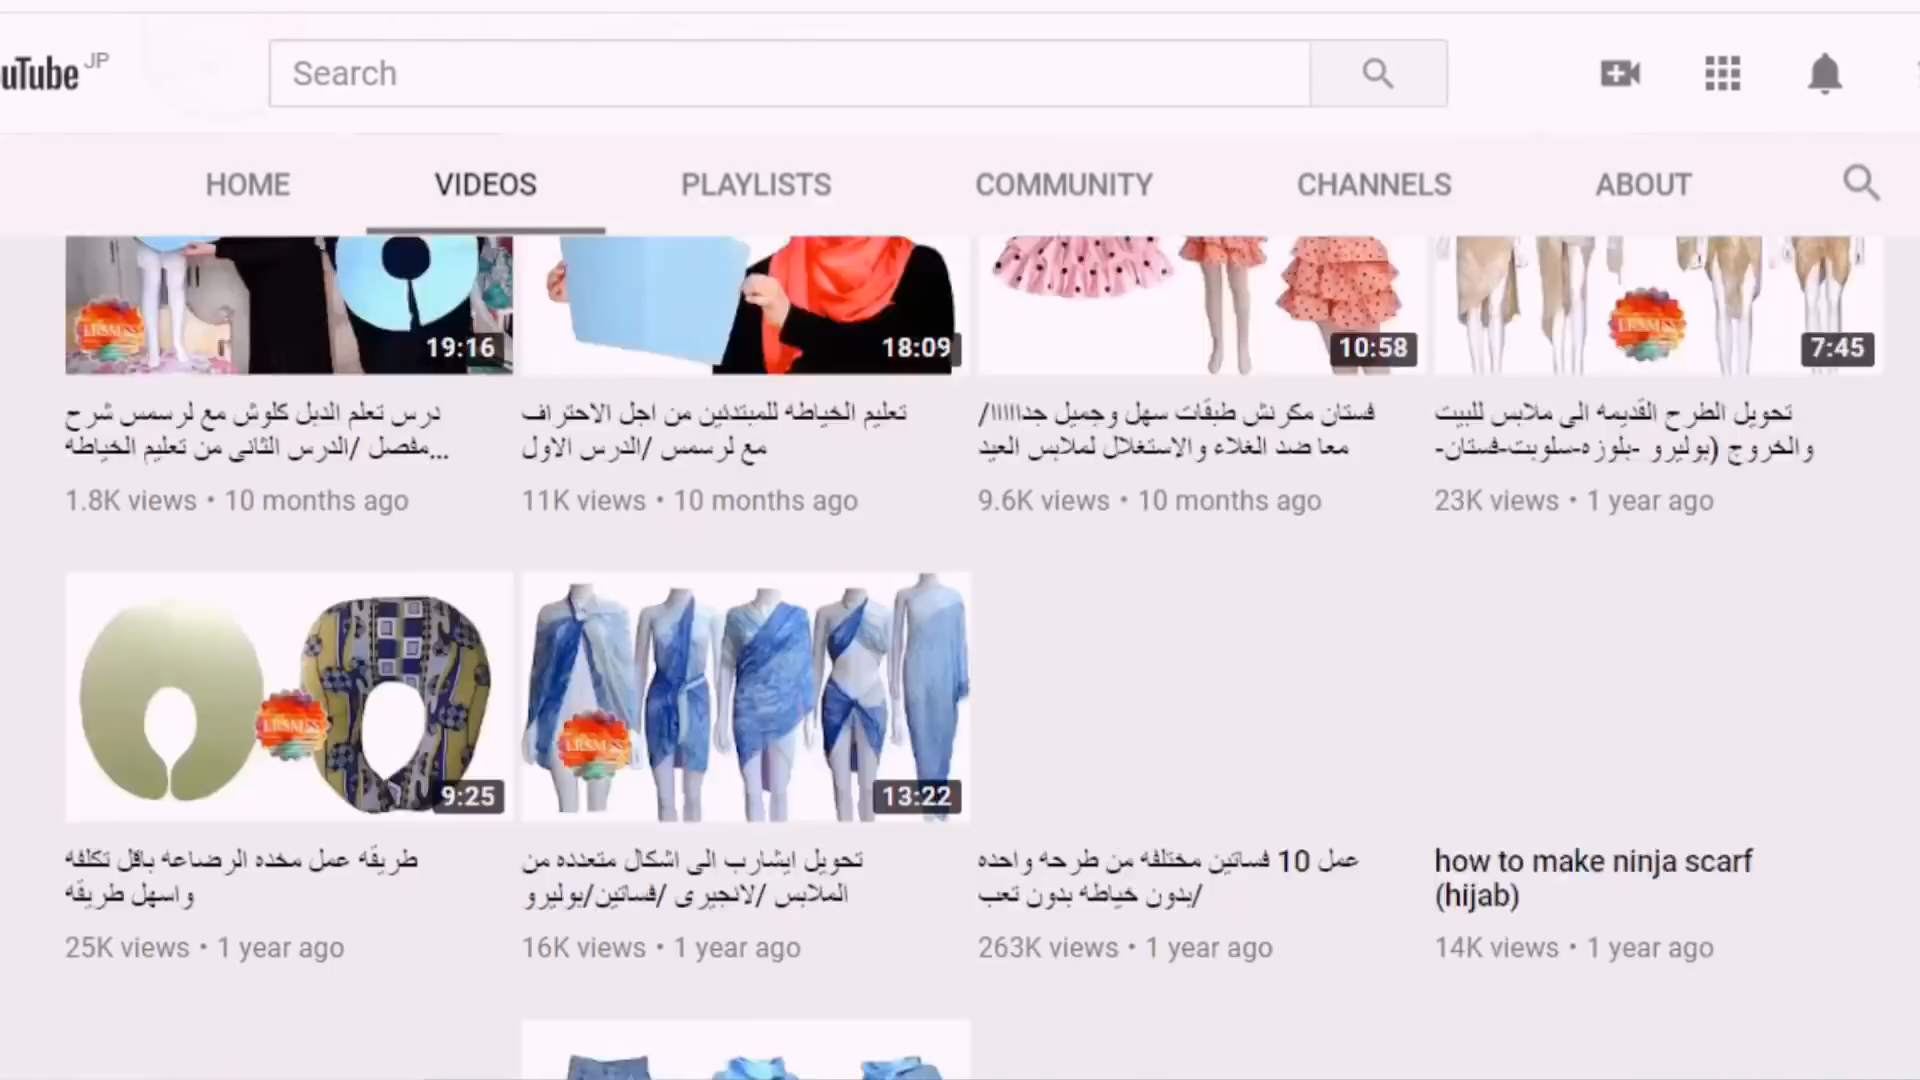 uTube JP
Search
HOME
VIDEOS
PLAYLISTS
COMMUNITY
CHANNELS
ABOUT
LRSMSS
19:16
18:09
10:58
LRSMSS
7:45
درس تعلم الدبل كلوش مع لرسمس شرح
مفصل /الدرس الثانى من تعليم الخياطه...
1.8K views • 10 months ago
تعليم الخياطه للمبتدئين من اجل الاحتراف
مع لرسمس /الدرس الاول
11K views • 10 months ago
فستان مكرنش طبقات سهل وجميل جدااااا/
معا ضد الغلاء والاستغلال لملابس العيد
9.6K views • 10 months ago
تحويل الطرح القديمه الى ملابس للبيت
والخروج (بوليرو -بلوزه-سلوبت-فستان-
23K views • 1 year ago
LRSMSS
9:25
LRSMSS
13:22
طريقه عمل مخده الرضاعه باقل تكلفه
واسهل طريقه
25K views • 1 year ago
تحويل ايشارب الى اشكال متعدده من
الملابس /لانجيرى /فساتين/بوليرو
16K views • 1 year ago
عمل 10 فساتين مختلفه من طرحه واحده
/بدون خياطه بدون تعب
263K views • 1 year ago
how to make ninja scarf
(hijab)
14K views • 1 year ago